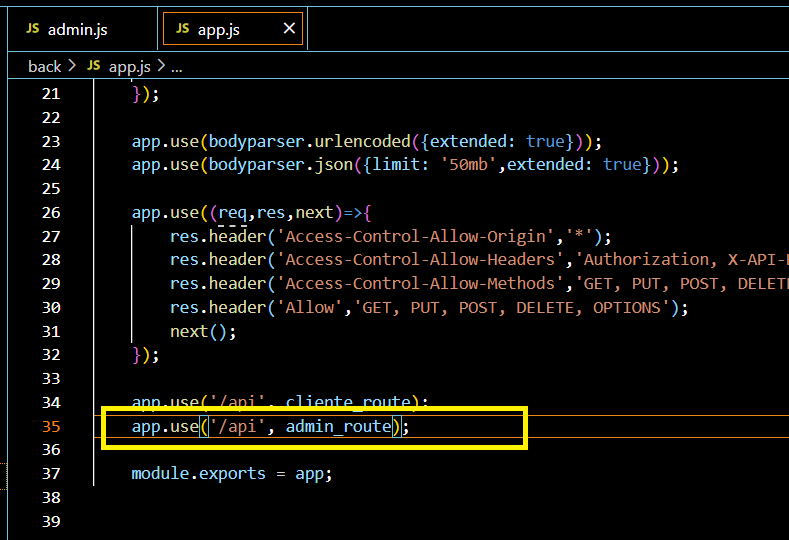 JS admin.js
JS app.js ×
back > JS app.js > ...
21 });
22
23 app.use(bodyparser.urlencoded({extended: true}));
24 app.use(bodyparser.json({limit: '50mb',extended: true}));
25
26 app.use((req,res,next)=>{
27 res.header('Access-Control-Allow-Origin','*');
28 res.header('Access-Control-Allow-Headers','Authorization, X-API-
29 res.header('Access-Control-Allow-Methods','GET, PUT, POST, DELETE
30 res.header('Allow','GET, PUT, POST, DELETE, OPTIONS');
31 next();
32 });
33
34 app.use('/api', cliente_route);
35 app.use('/api', admin_route);
36
37 module.exports = app;
38
39